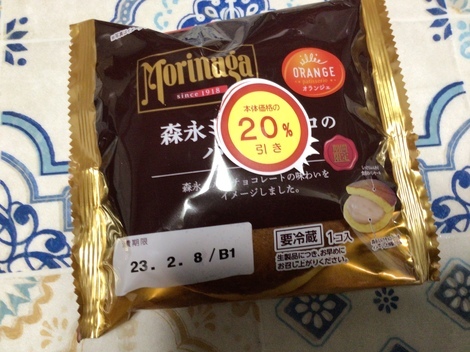 Morinaga
since 1918
ORANGE
オランジェ
本体価格の
20%
引き
森永
の
森永
チョコレートの味わいを
イメージしました。
期限
23. 2. 8/B1
要冷蔵 1コ入
生製品につき、お早めに
お召し上がりください。